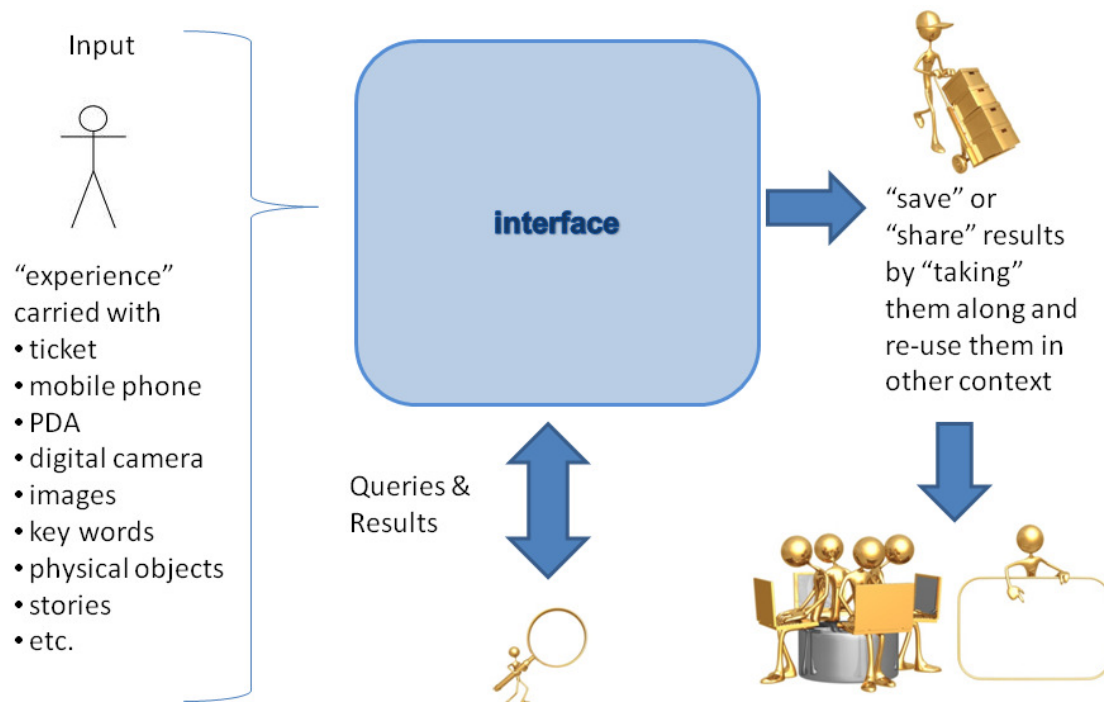 Input
“experience”
carried with
• ticket
• mobile phone
• PDA
• digital camera
• images
• key words
• physical objects
• stories
• etc.
interface
Queries &
Results
“save” or
“share” results
by “taking”
them along and
re-use them in
other context